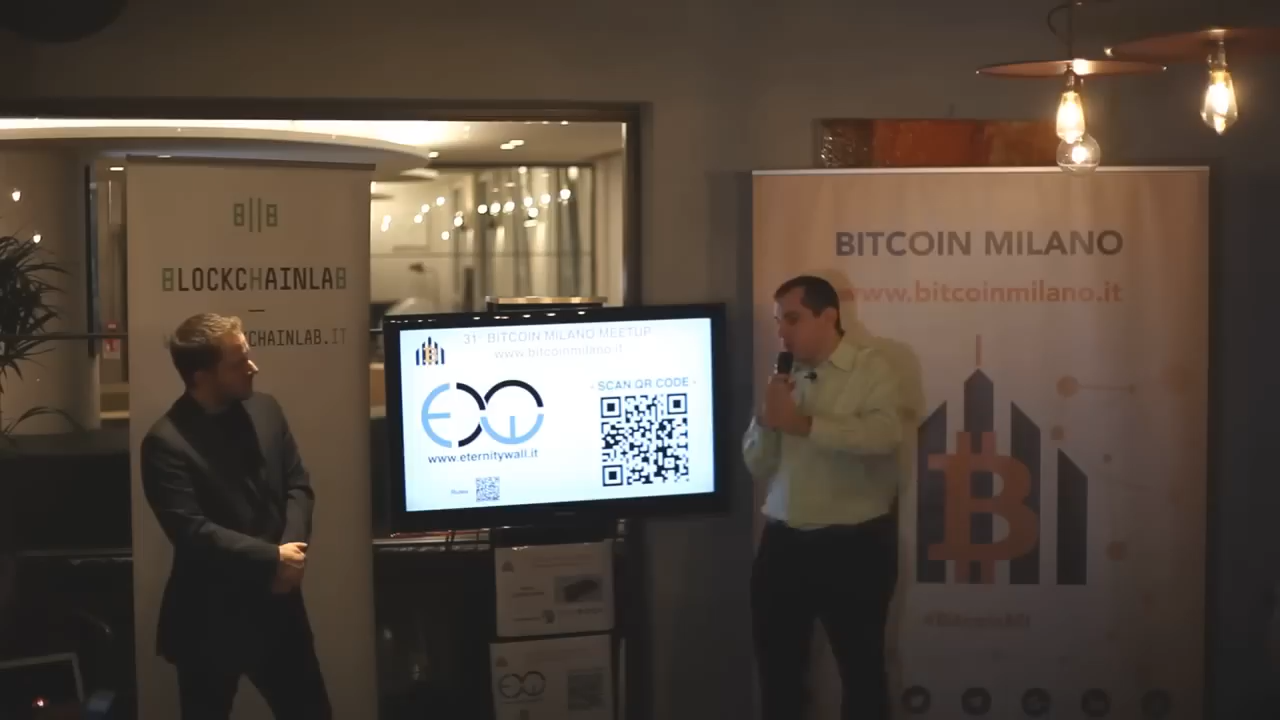 B||B
BLOCKCHAINLAB
CHAINLAB.IT
31° BITCOIN MILANO MEETUP
www.bitcoinmilano.it
- SCAN QR CODE -
www.eternitywall.it
BITCOIN MILANO
www.bitcoinmilano.it